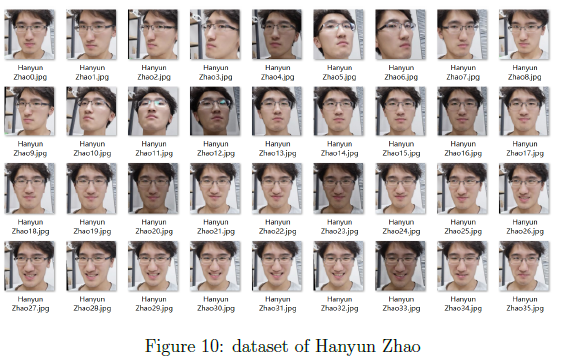 Hanyun Hanyun Hanyun Hanyun Hanyun Hanyun Hanyun Hanyun Hanyun
Zhao0.jpg Zhao1.jpg Zhao2.jpg Zhao3.jpg Zhao4.jpg Zhao5.jpg Zhao6.jpg Zhao7.jpg Zhao8.jpg
Hanyun Hanyun Hanyun Hanyun Hanyun Hanyun Hanyun Hanyun Hanyun
Zhao9.jpg Zhao10.jpg Zhao11.jpg Zhao12.jpg Zhao13.jpg Zhao14.jpg Zhao15.jpg Zhao16.jpg Zhao17.jpg
Hanyun Hanyun Hanyun Hanyun Hanyun Hanyun Hanyun Hanyun Hanyun
Zhao18.jpg Zhao19.jpg Zhao20.jpg Zhao21.jpg Zhao22.jpg Zhao23.jpg Zhao24.jpg Zhao25.jpg Zhao26.jpg
Hanyun Hanyun Hanyun Hanyun Hanyun Hanyun Hanyun Hanyun Hanyun
Zhao27.jpg Zhao28.jpg Zhao29.jpg Zhao30.jpg Zhao31.jpg Zhao32.jpg Zhao33.jpg Zhao34.jpg Zhao35.jpg
Figure 10: dataset of Hanyun Zhao